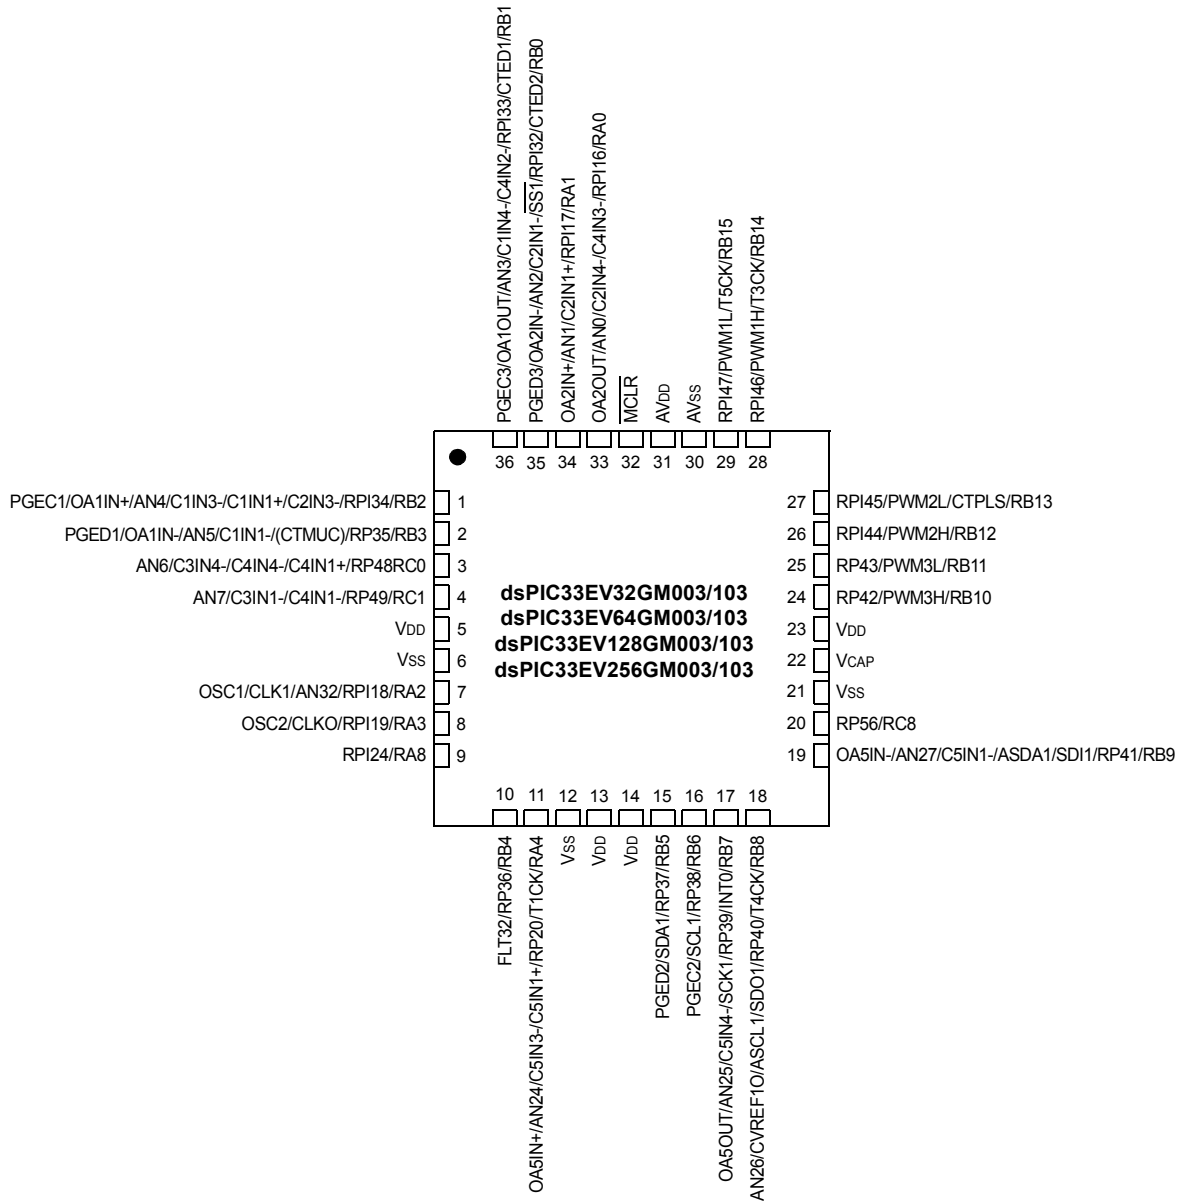 PGEC3/OA1OUT/AN3/C1IN4-/C4IN2-/RPI33/CTED1/RB1
PGED3/OA2IN-/AN2/C2IN1-/SS1/RPI32/CTED2/RB0
OA2IN+/AN1/C2IN1+/RPI17/RA1
OA2OUT/AN0/C2IN4-/C4IN3-/RPI16/RA0
MCLR
AVDD
AVSS
RPI47/PWM1L/T5CK/RB15
RPI46/PWM1H/T3CK/RB14
36 35 34 33 32 31 30 29 28
PGEC1/OA1IN+/AN4/C1IN3-/C1IN1+/C2IN3-/RPI34/RB2 1
PGED1/OA1IN-/AN5/C1IN1-/(CTMUC)/RP35/RB3 2
AN6/C3IN4-/C4IN4-/C4IN1+/RP48RC0 3
AN7/C3IN1-/C4IN1-/RP49/RC1 4
VDD 5
VSS 6
OSC1/CLK1/AN32/RPI18/RA2 7
OSC2/CLKO/RPI19/RA3 8
RPI24/RA8 9
dsPIC33EV32GM003/103
dsPIC33EV64GM003/103
dsPIC33EV128GM003/103
dsPIC33EV256GM003/103
27 RPI45/PWM2L/CTPLS/RB13
26 RPI44/PWM2H/RB12
25 RP43/PWM3L/RB11
24 RP42/PWM3H/RB10
23 VDD
22 VCAP
21 VSS
20 RP56/RC8
19 OA5IN-/AN27/C5IN1-/ASDA1/SDI1/RP41/RB9
10 11 12 13 14 15 16 17 18
FLT32/RP36/RB4
OA5IN+/AN24/C5IN3-/C5IN1+/RP20/T1CK/RA4
VSS
VDD
VDD
PGED2/SDA1/RP37/RB5
PGEC2/SCL1/RP38/RB6
OA5OUT/AN25/C5IN4-/SCK1/RP39/INT0/RB7
AN26/CVREF1O/ASCL1/SDO1/RP40/T4CK/RB8